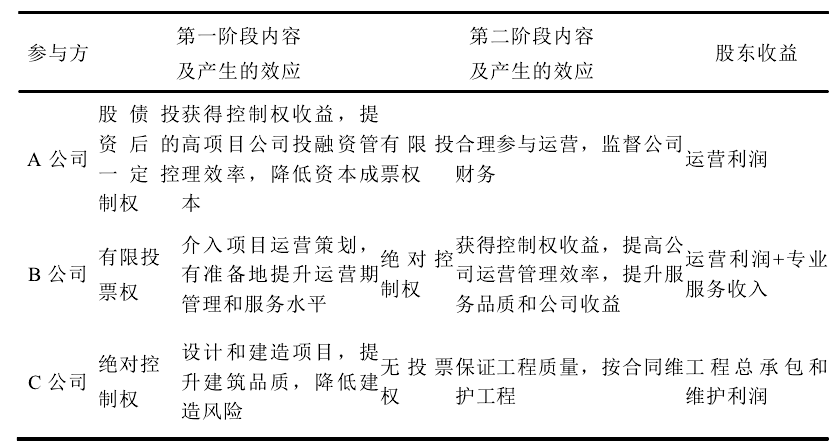 参与方 第一阶段内容 及产生的效应 第二阶段内容 及产生的效应 股东收益
A 公司 股债投资后的一定控制权 获得控制权收益，提高项目公司投融资管理效率，降低资本成本 有限投票权 合理参与运营，监督公司财务 运营利润
B 公司 有限投票权 介入项目运营策划，有准备地提升运营期管理和服务水平 绝对控制权 获得控制权收益，提高公司运营管理效率，提升服务品质和公司收益 运营利润+专业服务收入
C 公司 绝对控制权 设计和建造项目，提升建筑品质，降低建造风险 无投票权 保证工程质量，按合同维护工程 工程总承包和维护利润